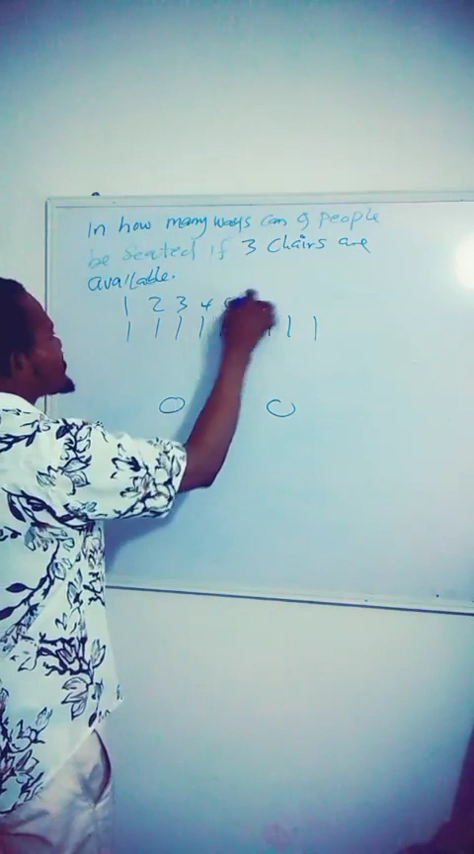 In how many ways can 9 people
be seated if 3 chairs are
available.
1 2 3 4
| | | | | |